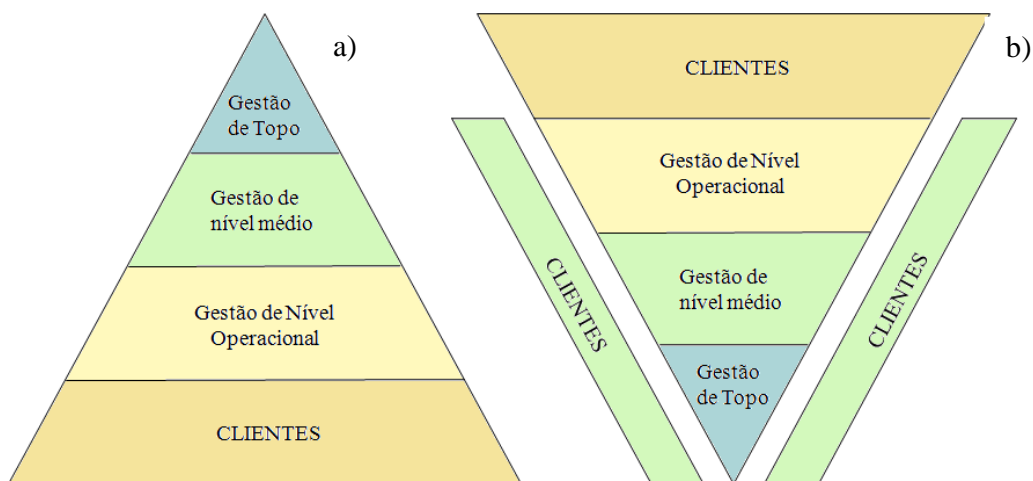 a)
Gestão
de Topo
Gestão de
nível médio
Gestão de Nível
Operacional
CLIENTES
b)
CLIENTES
Gestão de Nível
Operacional
Gestão de
nível médio
Gestão
de Topo
CLIENTES
CLIENTES